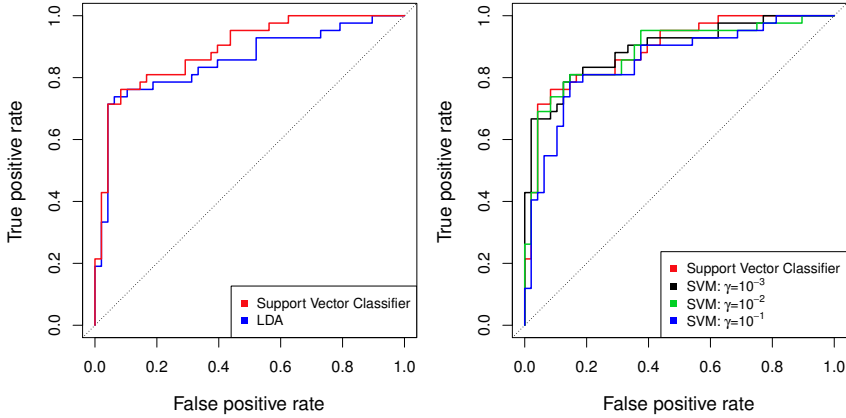 True positive rate
1.0
0.8
0.6
0.4
0.2
0.0
Support Vector Classifier
LDA
0.0 0.2 0.4 0.6 0.8 1.0
False positive rate
True positive rate
1.0
0.8
0.6
0.4
0.2
0.0
Support Vector Classifier
SVM: γ=10⁻³
SVM: γ=10⁻²
SVM: γ=10⁻¹
0.0 0.2 0.4 0.6 0.8 1.0
False positive rate